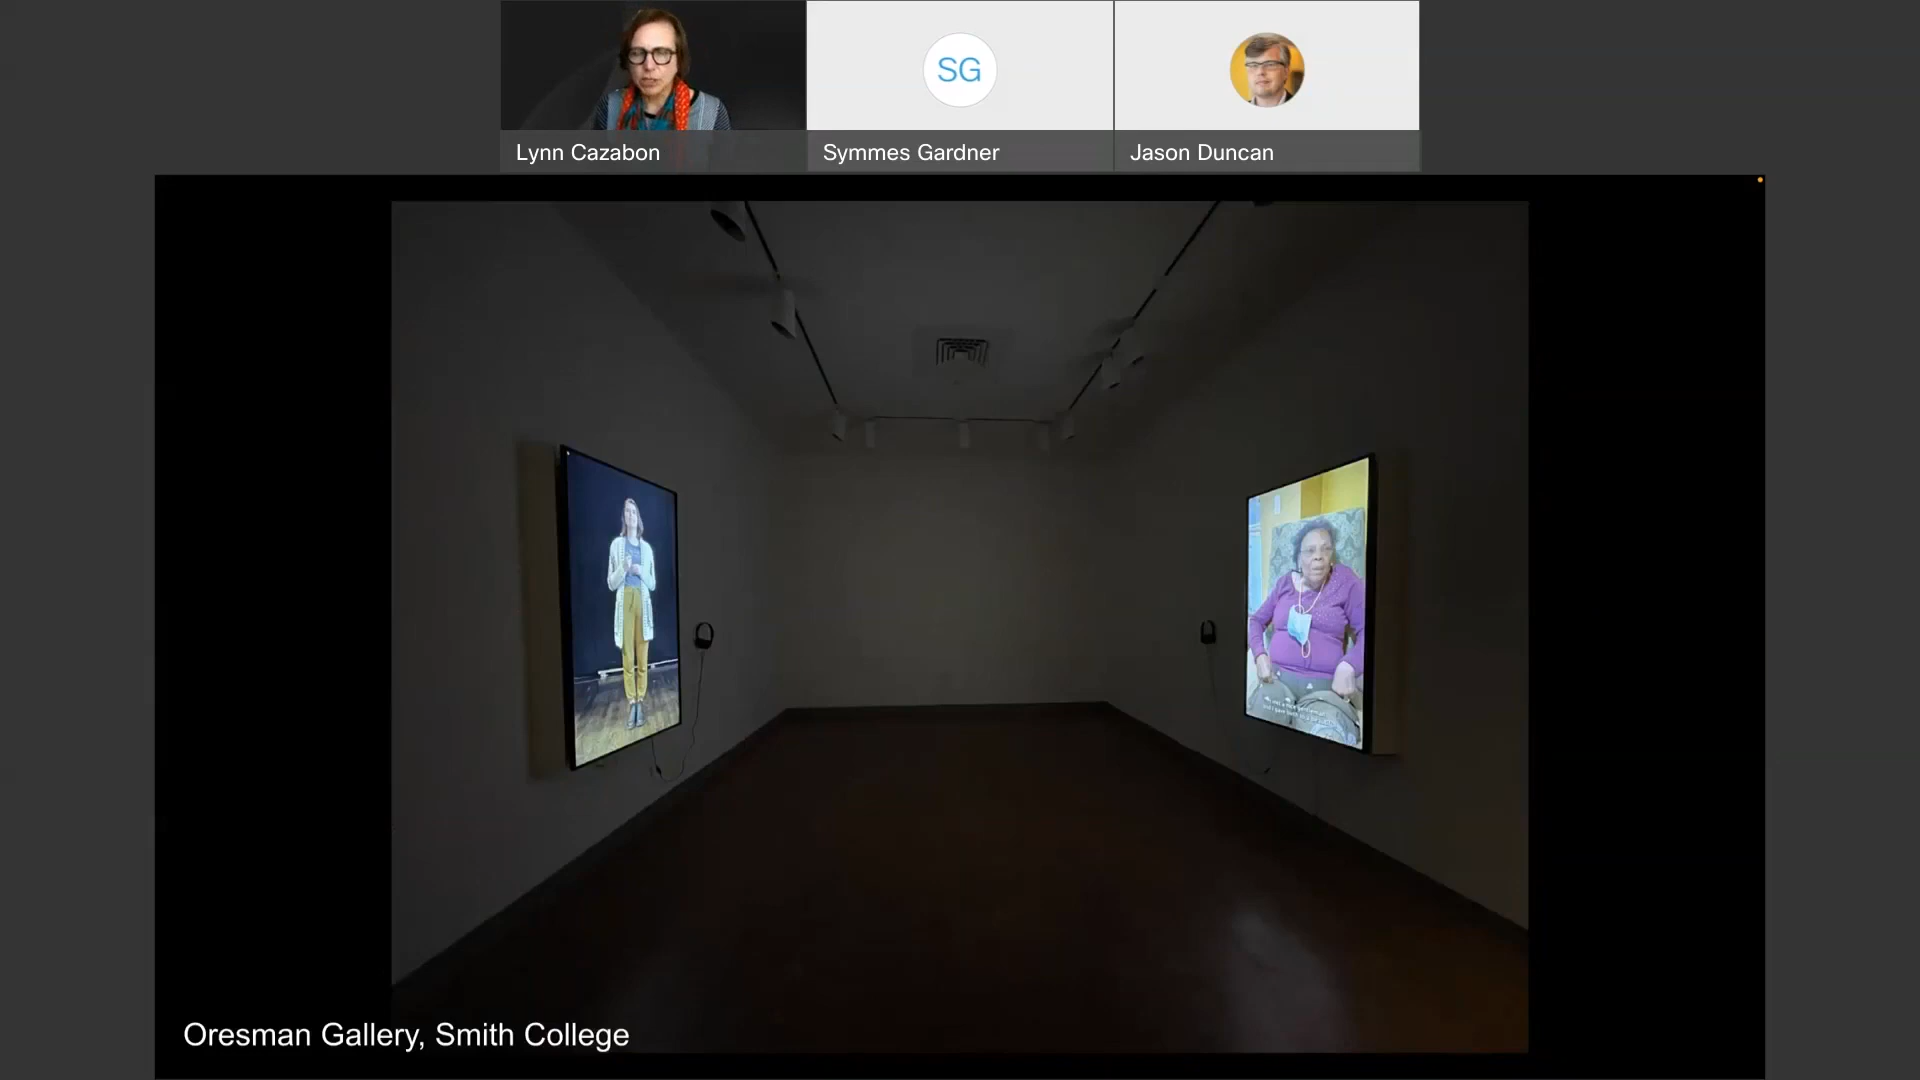 SG
Lynn Cazabon
Symmes Gardner
Jason Duncan
Oresman Gallery, Smith College